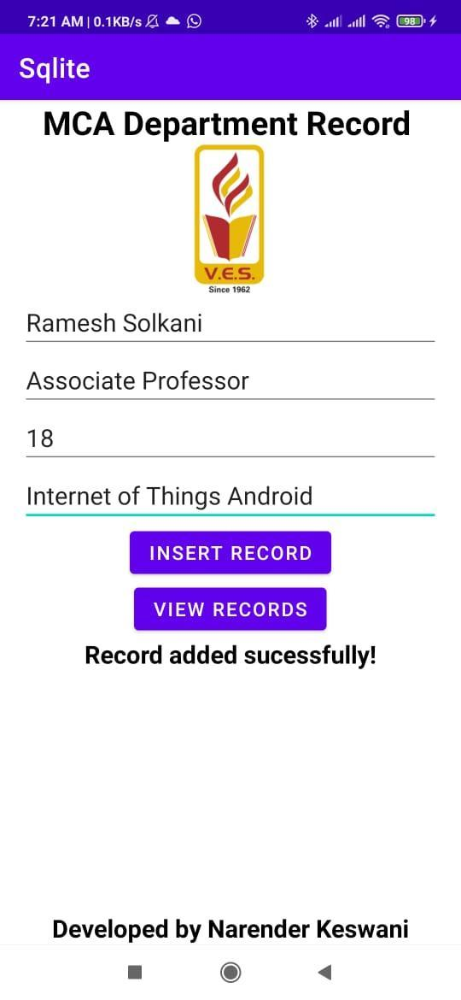 7:21 AM | 0.1KB/s
98
Sqlite
MCA Department Record
V.E.S.
Since 1962
Ramesh Solkani
Associate Professor
18
Internet of Things Android
INSERT RECORD
VIEW RECORDS
Record added sucessfully!
Developed by Narender Keswani